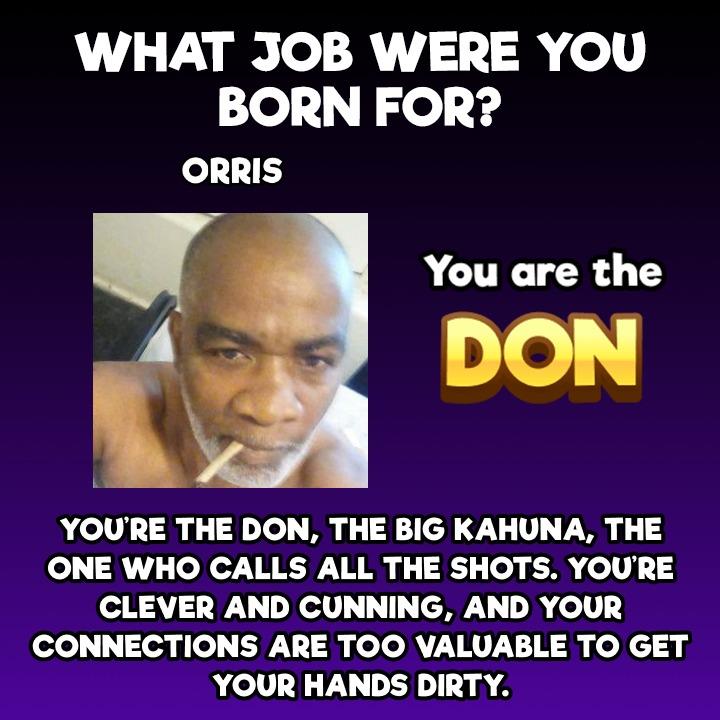 WHAT JOB WERE YOU
BORN FOR?
ORRIS
You are the
DON
YOU'RE THE DON, THE BIG KAHUNA, THE
ONE WHO CALLS ALL THE SHOTS. YOU'RE
CLEVER AND CUNNING, AND YOUR
CONNECTIONS ARE TOO VALUABLE TO GET
YOUR HANDS DIRTY.